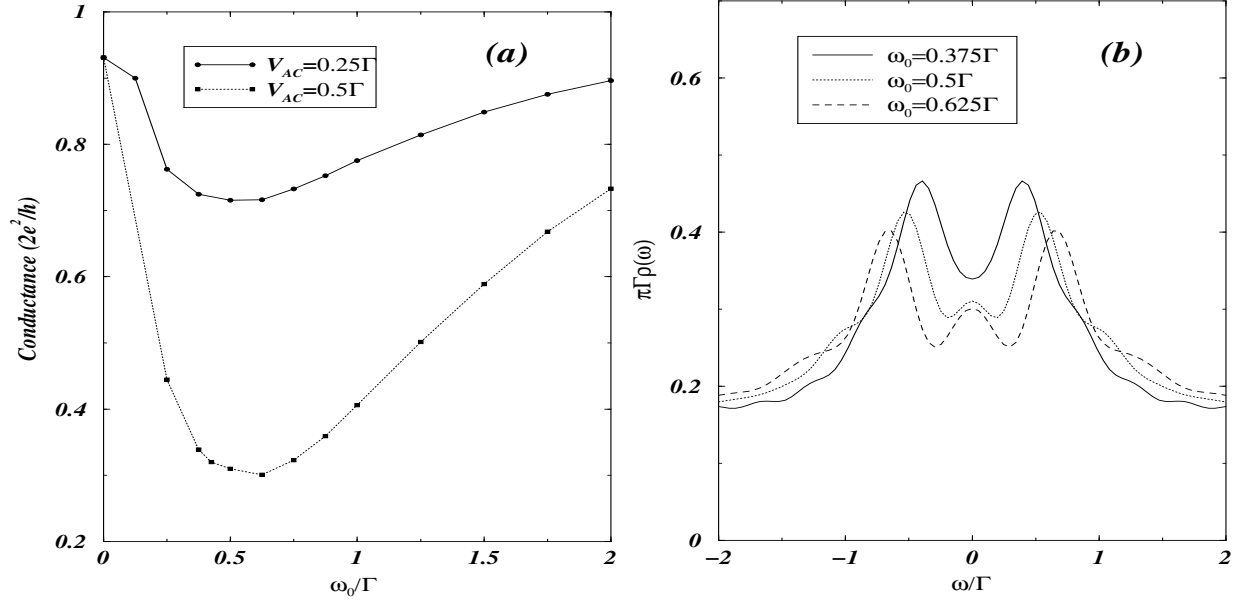 (a)
V_AC=0.25Γ
V_AC=0.5Γ
Conductance (2e²/h)
1
0.8
0.6
0.4
0.2
0 0.5 1 1.5 2
ω₀/Γ
(b)
ω₀=0.375Γ
ω₀=0.5Γ
ω₀=0.625Γ
πΓρ(ω)
0.6
0.4
0.2
0
−2 −1 0 1 2
ω/Γ